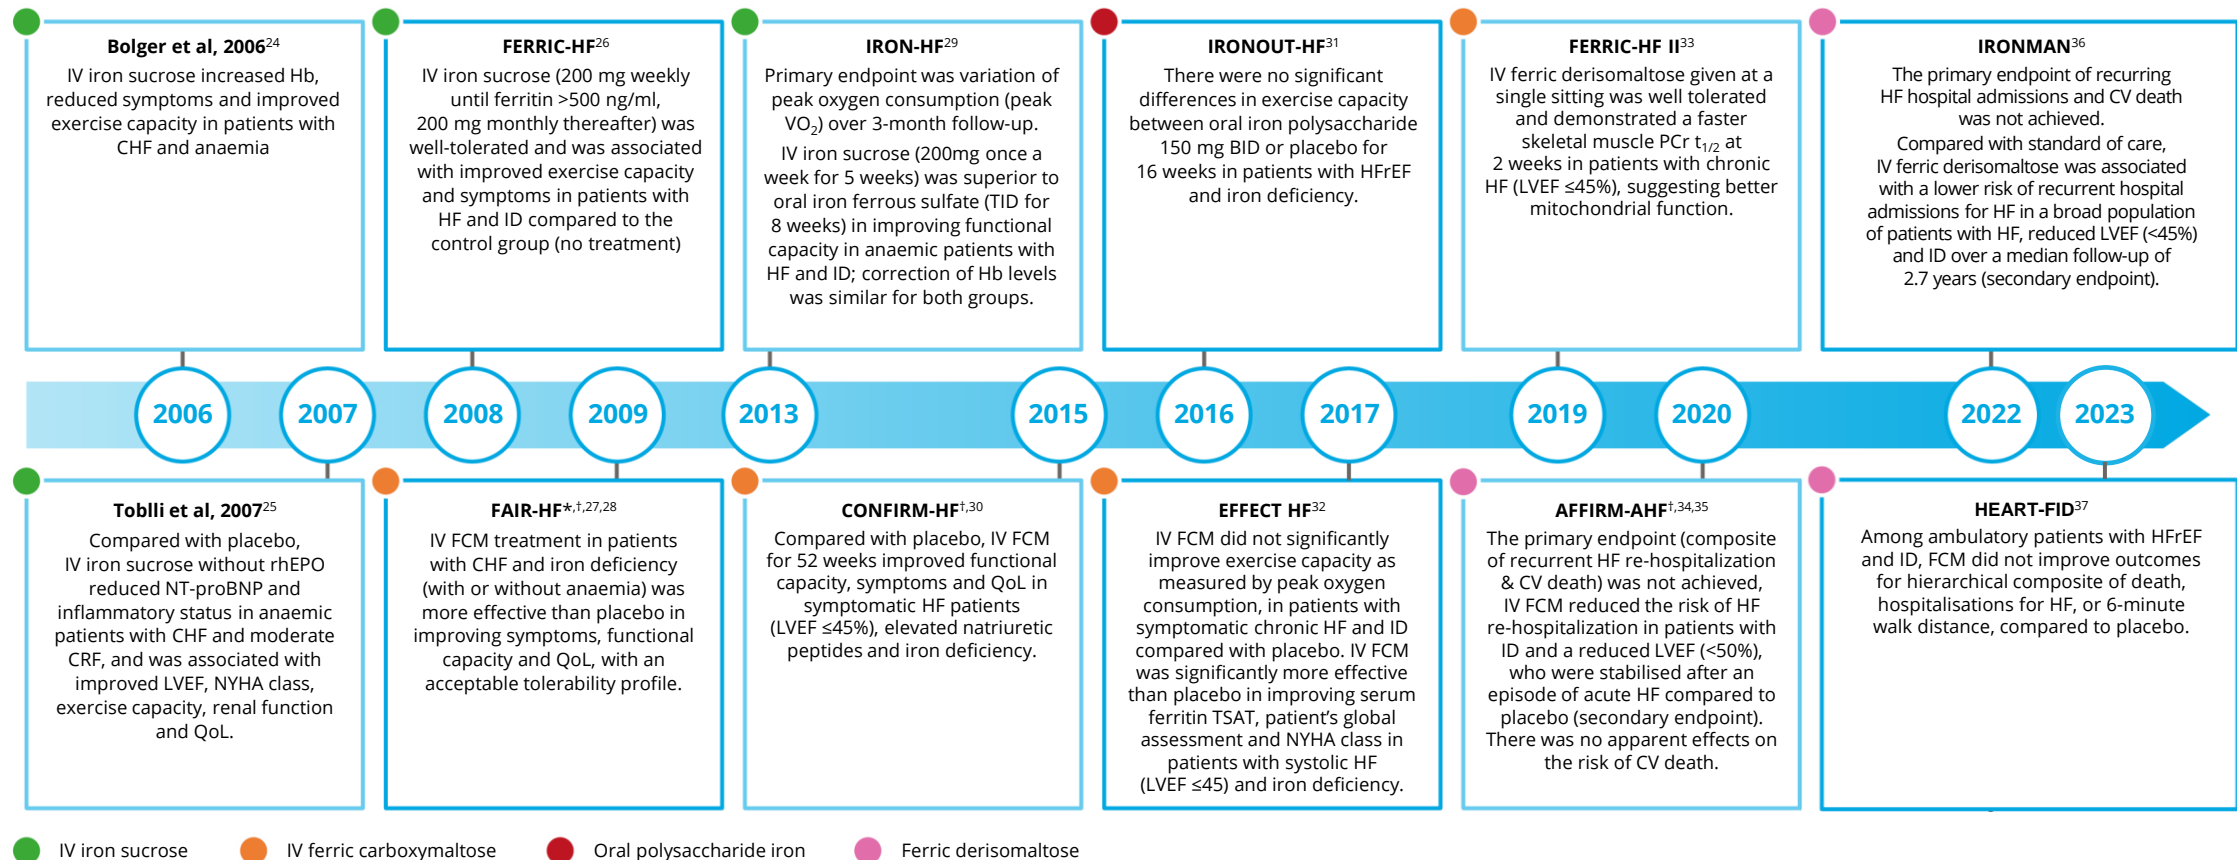 Bolger et al, 2006²⁴
IV iron sucrose increased Hb,
reduced symptoms and improved
exercise capacity in patients with
CHF and anaemia
FERRIC-HF²⁶
IV iron sucrose (200 mg weekly
until ferritin >500 ng/ml,
200 mg monthly thereafter) was
well-tolerated and was associated
with improved exercise capacity
and symptoms in patients with
HF and ID compared to the
control group (no treatment)
IRON-HF²⁹
Primary endpoint was variation of
peak oxygen consumption (peak
VO₂) over 3-month follow-up.
IV iron sucrose (200mg once a
week for 5 weeks) was superior to
oral iron ferrous sulfate (TID for
8 weeks) in improving functional
capacity in anaemic patients with
HF and ID; correction of Hb levels
was similar for both groups.
IRONOUT-HF³¹
There were no significant
differences in exercise capacity
between oral iron polysaccharide
150 mg BID or placebo for
16 weeks in patients with HFrEF
and iron deficiency.
FERRIC-HF II³³
IV ferric derisomaltose given at a
single sitting was well tolerated
and demonstrated a faster
skeletal muscle PCr t₁/₂ at
2 weeks in patients with chronic
HF (LVEF ≤45%), suggesting better
mitochondrial function.
IRONMAN³⁶
The primary endpoint of recurring
HF hospital admissions and CV death
was not achieved.
Compared with standard of care,
IV ferric derisomaltose was associated
with a lower risk of recurrent hospital
admissions for HF in a broad population
of patients with HF, reduced LVEF (<45%)
and ID over a median follow-up of
2.7 years (secondary endpoint).
2006 2007 2008 2009 2013 2015 2016 2017 2019 2020 2022 2023
Toblli et al, 2007²⁵
Compared with placebo,
IV iron sucrose without rhEPO
reduced NT-proBNP and
inflammatory status in anaemic
patients with CHF and moderate
CRF, and was associated with
improved LVEF, NYHA class,
exercise capacity, renal function
and QoL.
FAIR-HF*,†,27,28
IV FCM treatment in patients
with CHF and iron deficiency
(with or without anaemia) was
more effective than placebo in
improving symptoms, functional
capacity and QoL, with an
acceptable tolerability profile.
CONFIRM-HF†,30
Compared with placebo, IV FCM
for 52 weeks improved functional
capacity, symptoms and QoL in
symptomatic HF patients
(LVEF ≤45%), elevated natriuretic
peptides and iron deficiency.
EFFECT HF³²
IV FCM did not significantly
improve exercise capacity as
measured by peak oxygen
consumption, in patients with
symptomatic chronic HF and ID
compared with placebo. IV FCM
was significantly more effective
than placebo in improving serum
ferritin TSAT, patient’s global
assessment and NYHA class in
patients with systolic HF
(LVEF ≤45) and iron deficiency.
AFFIRM-AHF†,34,35
The primary endpoint (composite
of recurrent HF re-hospitalization
& CV death) was not achieved,
IV FCM reduced the risk of HF
re-hospitalization in patients with
ID and a reduced LVEF (<50%),
who were stabilised after an
episode of acute HF compared to
placebo (secondary endpoint).
There was no apparent effects on
the risk of CV death.
HEART-FID³⁷
Among ambulatory patients with HFrEF
and ID, FCM did not improve outcomes
for hierarchical composite of death,
hospitalisations for HF, or 6-minute
walk distance, compared to placebo.
IV iron sucrose
IV ferric carboxymaltose
Oral polysaccharide iron
Ferric derisomaltose